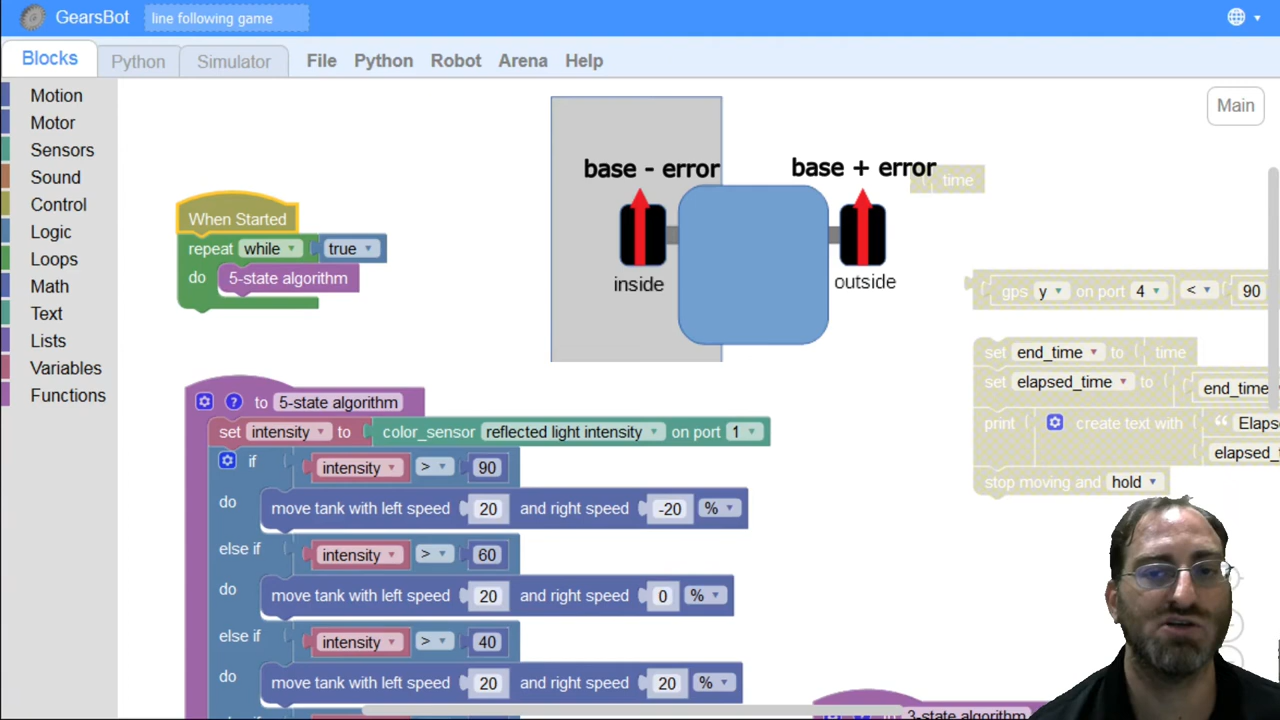 GearsBot
line following game
Blocks
Python
Simulator
File
Python
Robot
Arena
Help
Motion
Motor
Sensors
Sound
Control
Logic
Loops
Math
Text
Lists
Variables
Functions
Main
base - error
base + error
inside
outside
time
When Started
repeat while true
do 5-state algorithm
gps y on port 4 < 90
set end_time to time
set elapsed_time to end_time
print create text with “ Elaps
elapsed_t
stop moving and hold
? to 5-state algorithm
set intensity to color_sensor reflected light intensity on port 1
if intensity > 90
do move tank with left speed 20 and right speed -20 %
else if intensity > 60
do move tank with left speed 20 and right speed 0 %
else if intensity > 40
do move tank with left speed 20 and right speed 20 %
3-state algorithm